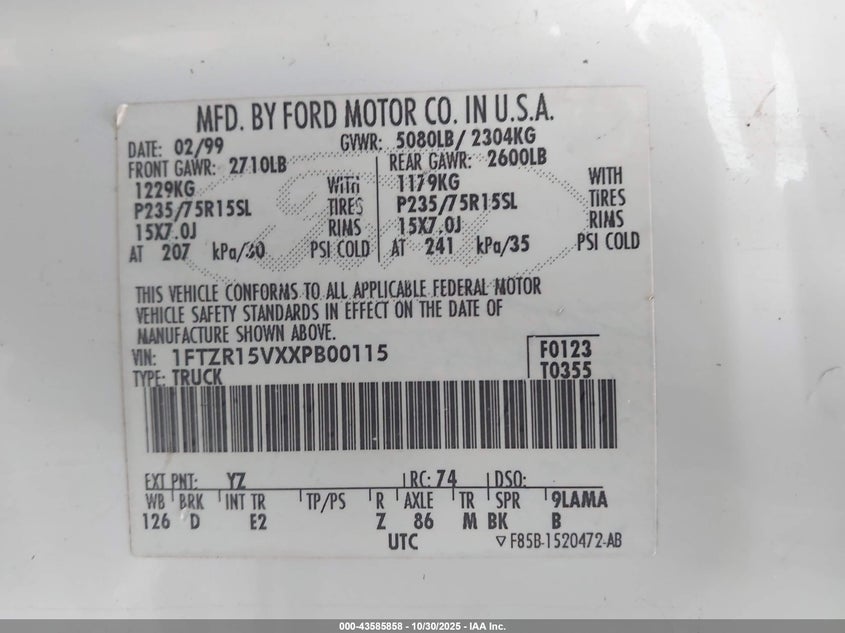 MFD. BY FORD MOTOR CO. IN U.S.A.
DATE: 02/99 GVWR: 5080LB/ 2304KG
FRONT GAWR: 2710LB REAR GAWR: 2600LB
1229KG WITH 1179KG WITH
P235/75R15SL TIRES P235/75R15SL TIRES
15X7.0J RIMS 15X7.0J RIMS
AT 207 kPa/30 PSI COLD AT 241 kPa/35 PSI COLD
THIS VEHICLE CONFORMS TO ALL APPLICABLE FEDERAL MOTOR
VEHICLE SAFETY STANDARDS IN EFFECT ON THE DATE OF
MANUFACTURE SHOWN ABOVE.
VIN: 1FTZR15VXXPB00115 F0123
TYPE: TRUCK T0355
EXT PNT: YZ RC: 74 DSO:
WB BRK INT TR TP/PS R AXLE TR SPR 9LAMA
126 D E2 Z 86 M BK B
UTC ▽ F85B-1520472-AB
000-43585858 - 10/30/2025 - IAA Inc.